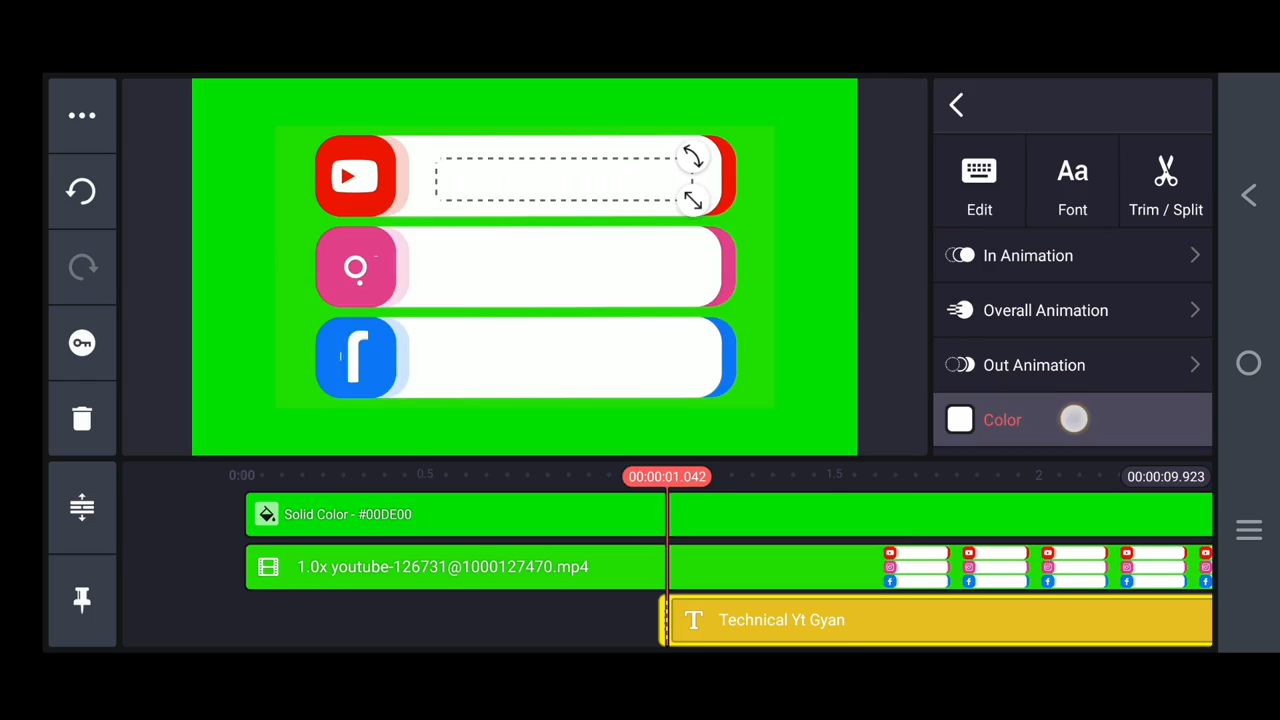 Edit
Font
Trim / Split
In Animation
Overall Animation
Out Animation
Color
0:00
0.5
00:00:01.042
1.5
2
00:00:09.923
Solid Color - #00DE00
1.0x youtube-126731@1000127470.mp4
Technical Yt Gyan